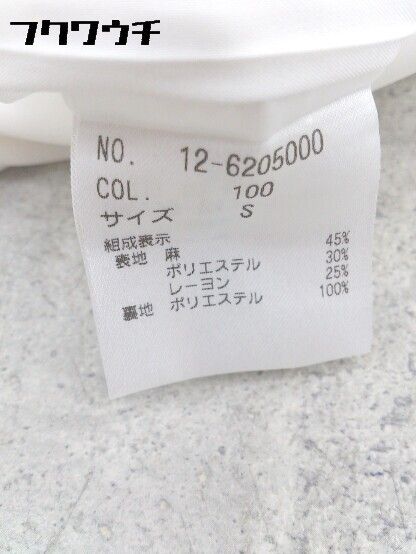 フクワウチ
NO. 12-6205000
COL. 100
サイズ S
組成表示
表地 麻 45%
ポリエステル 30%
レーヨン 25%
裏地 ポリエステル 100%